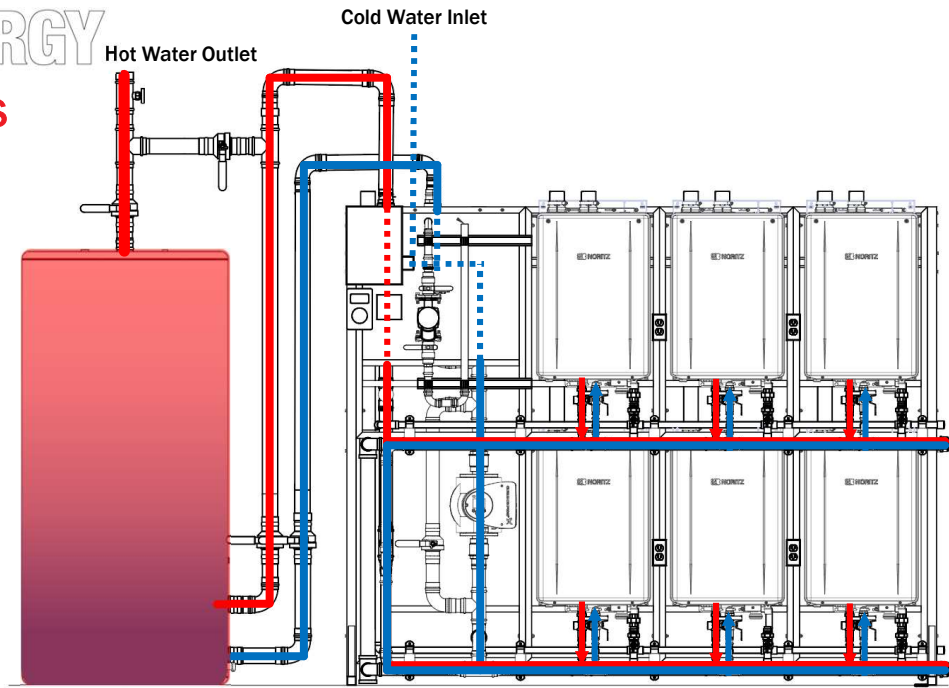 RGY
Cold Water Inlet
Hot Water Outlet
S
NORITZ
NORITZ
NORITZ
NORITZ
NORITZ
NORITZ